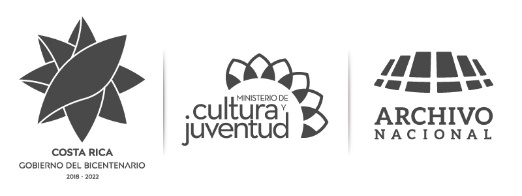 COSTA RICA
GOBIERNO DEL BICENTENARIO
2018 - 2022
MINISTERIO DE
cultura y
juventud
ARCHIVO
NACIONAL